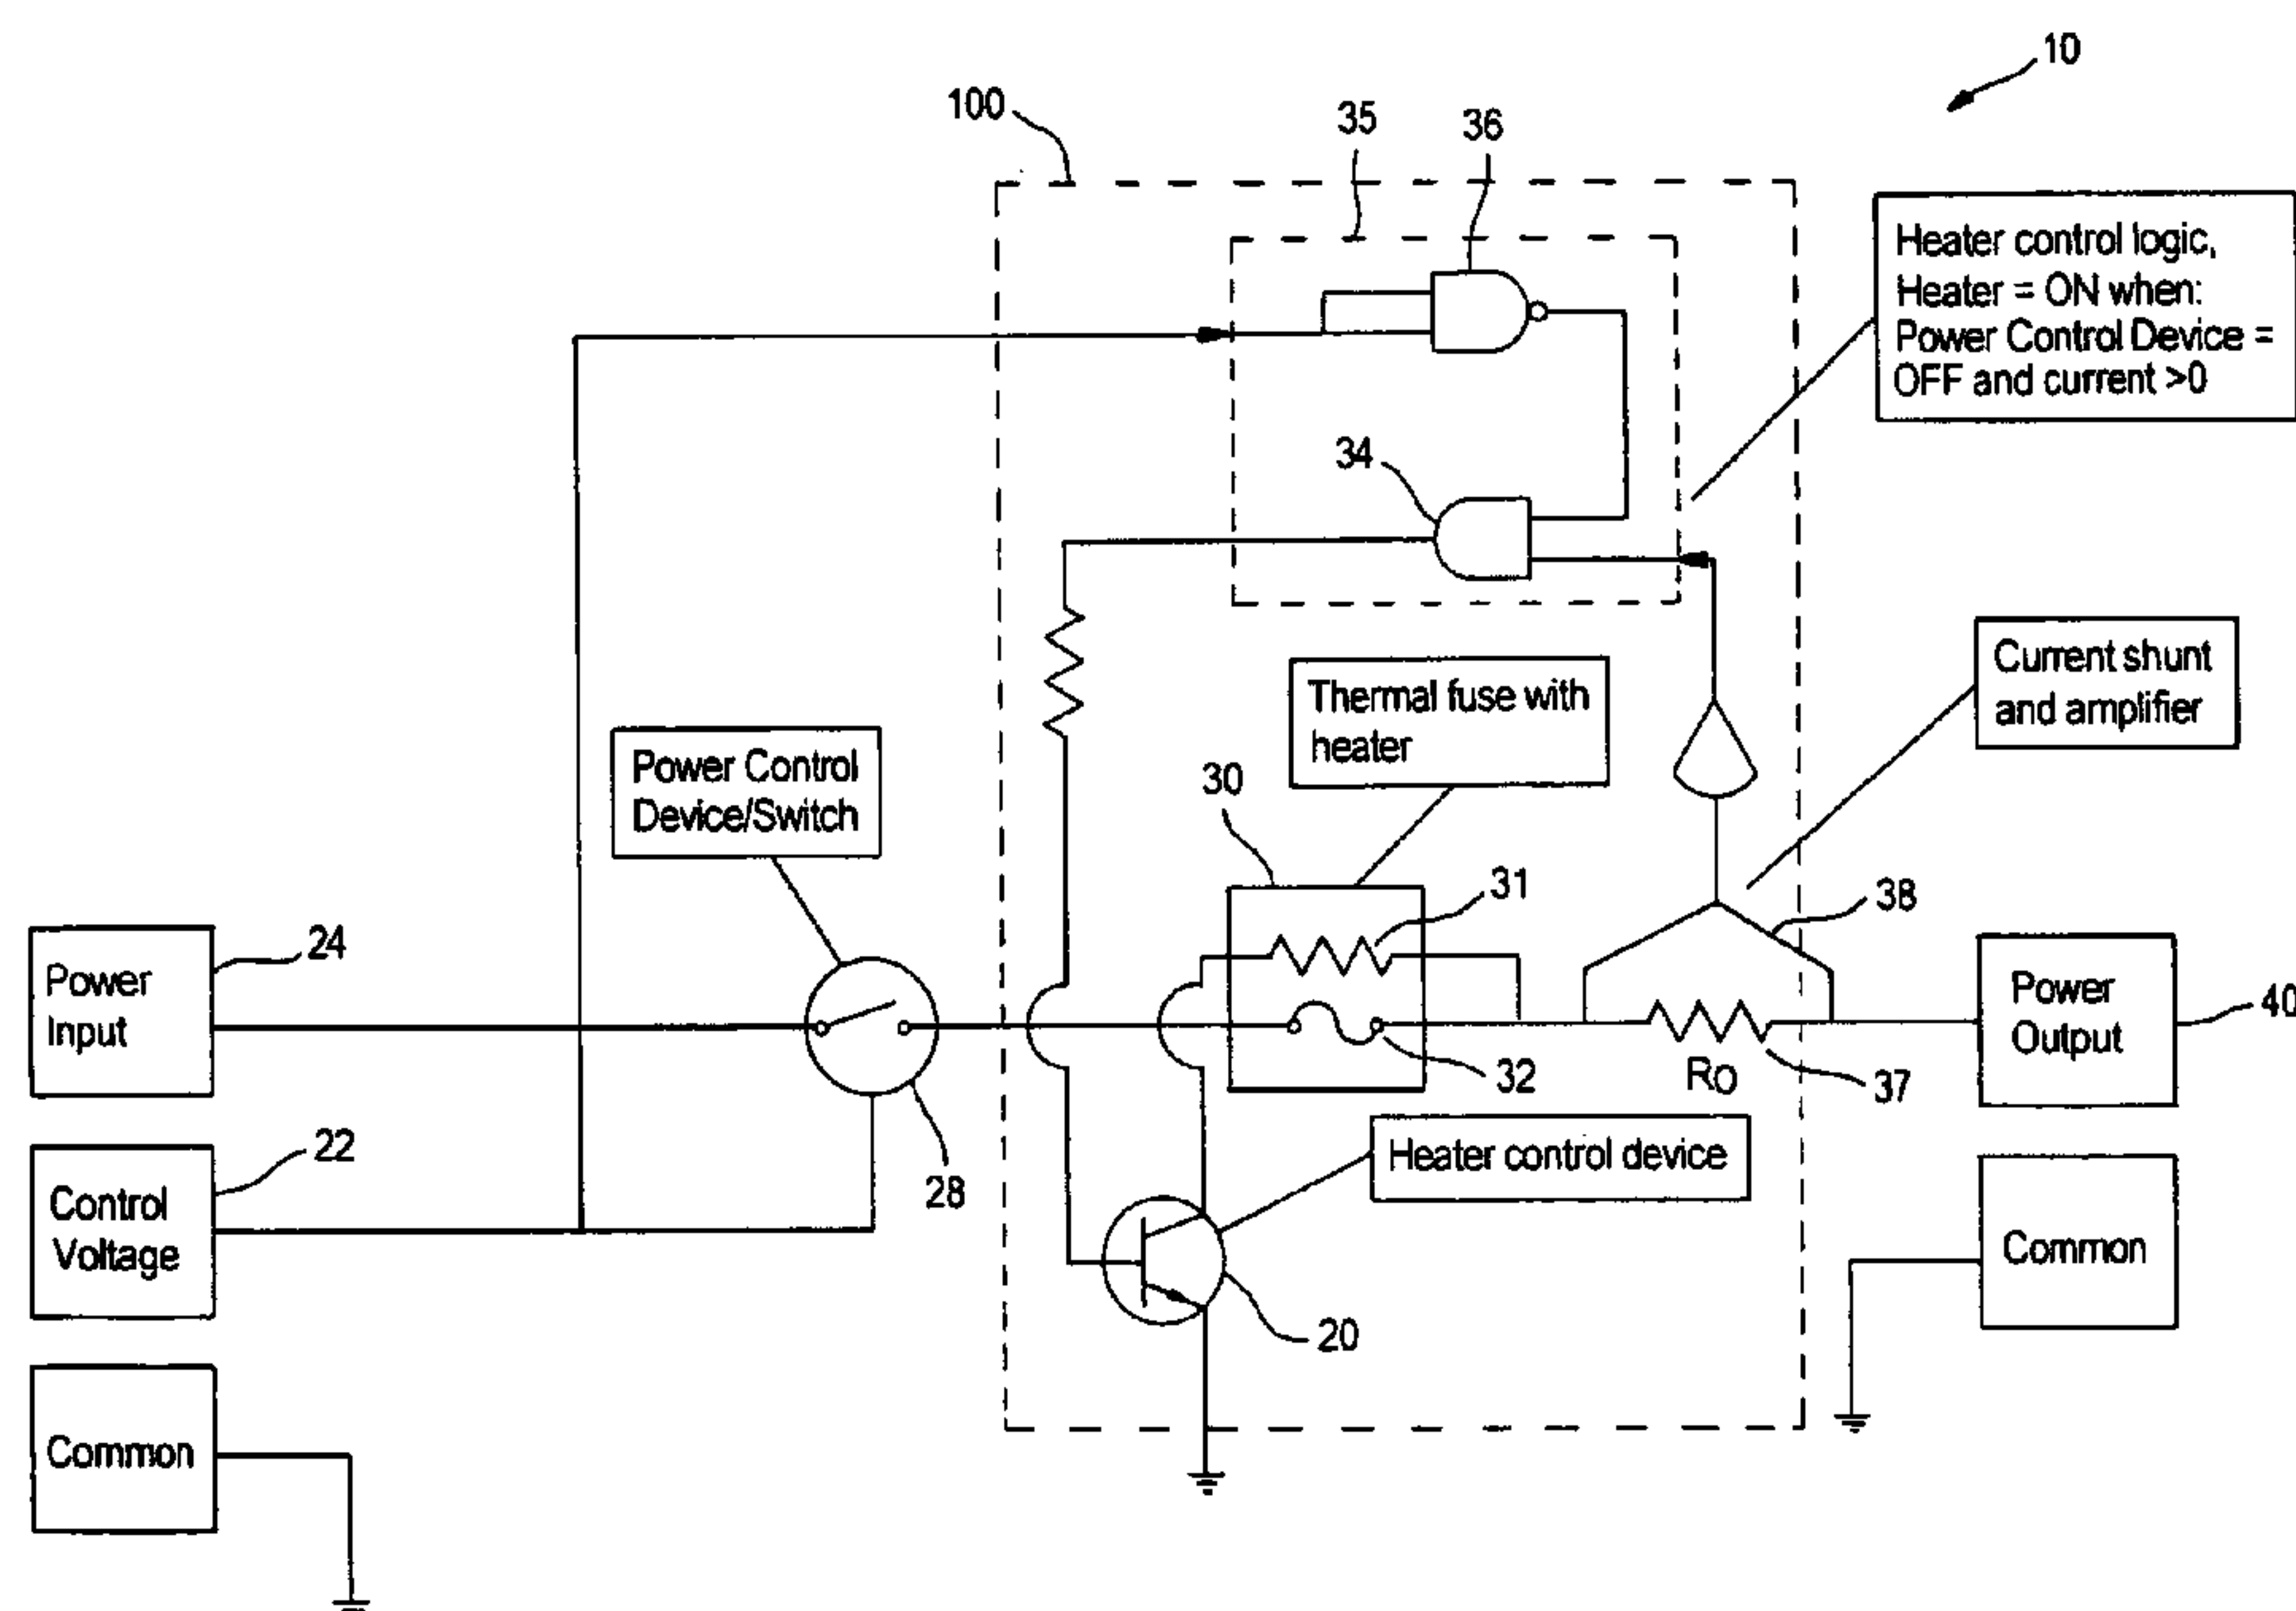 10
100
35
36
Heater control logic,
Heater = ON when:
Power Control Device =
OFF and current >0
34
Current shunt
and amplifier
Thermal fuse with
heater
Power Control
Device/Switch
30
31
38
24
Power
Input
Power
Output
40
32
Ro
37
22
Control
Voltage
28
Heater control device
Common
20
Common